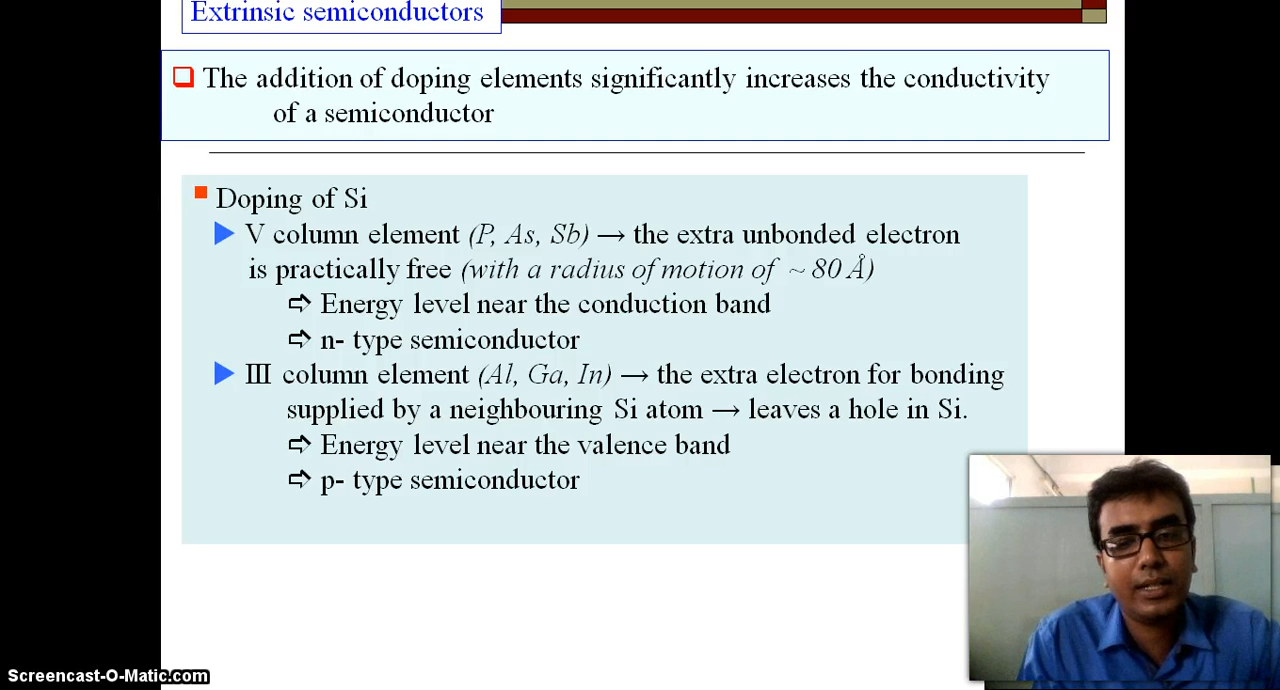 Extrinsic semiconductors
❑ The addition of doping elements significantly increases the conductivity
of a semiconductor
▪ Doping of Si
▶ V column element (P, As, Sb) → the extra unbonded electron
is practically free (with a radius of motion of ~ 80 Å)
⇨ Energy level near the conduction band
⇨ n- type semiconductor
▶ III column element (Al, Ga, In) → the extra electron for bonding
supplied by a neighbouring Si atom → leaves a hole in Si.
⇨ Energy level near the valence band
⇨ p- type semiconductor
Screencast-O-Matic.com